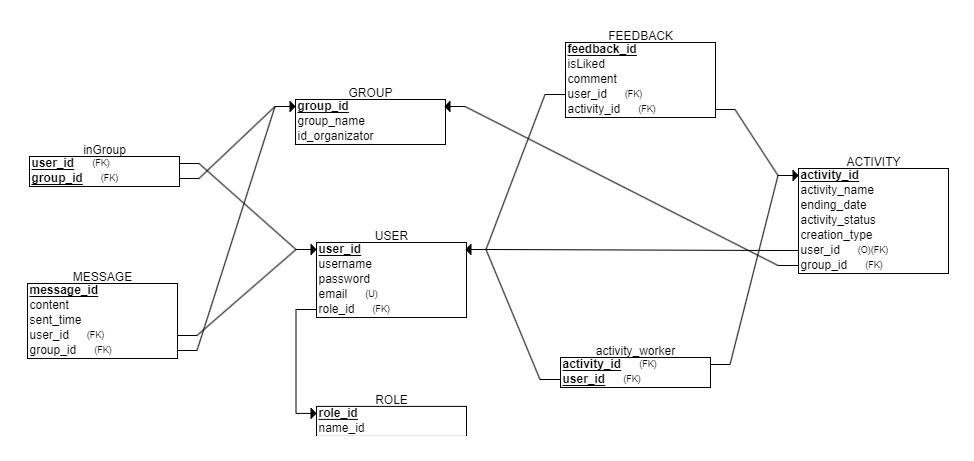 FEEDBACK
feedback_id
isLiked
comment
user_id (FK)
activity_id (FK)
GROUP
group_id
group_name
id_organizator
inGroup
user_id (FK)
group_id (FK)
ACTIVITY
activity_id
activity_name
ending_date
activity_status
creation_type
user_id (O)(FK)
group_id (FK)
USER
user_id
username
password
email (U)
role_id (FK)
MESSAGE
message_id
content
sent_time
user_id (FK)
group_id (FK)
activity_worker
activity_id (FK)
user_id (FK)
ROLE
role_id
name_id